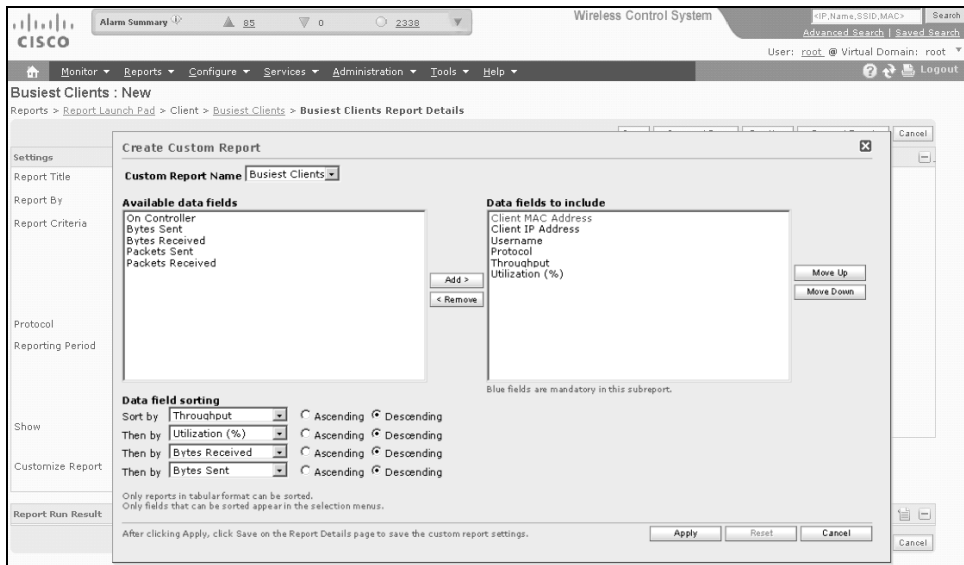 Alarm Summary 85 0 2338
Wireless Control System
<IP,Name,SSID,MAC> Search
Advanced Search | Saved Search
CISCO
User: root @ Virtual Domain: root
Monitor Reports Configure Services Administration Tools Help Logout
Busiest Clients : New
Reports > Report Launch Pad > Client > Busiest Clients > Busiest Clients Report Details
Cancel
Settings
Report Title
Report By
Report Criteria
Protocol
Reporting Period
Show
Customize Report
Report Run Result
Cancel
Create Custom Report
Custom Report Name Busiest Clients
Available data fields
On Controller
Bytes Sent
Bytes Received
Packets Sent
Packets Received
Add >
< Remove
Data fields to include
Client MAC Address
Client IP Address
Username
Protocol
Throughput
Utilization (%)
Move Up
Move Down
Blue fields are mandatory in this subreport.
Data field sorting
Sort by Throughput Ascending Descending
Then by Utilization (%) Ascending Descending
Then by Bytes Received Ascending Descending
Then by Bytes Sent Ascending Descending
Only reports in tabular format can be sorted.
Only fields that can be sorted appear in the selection menus.
After clicking Apply, click Save on the Report Details page to save the custom report settings.
Apply Reset Cancel